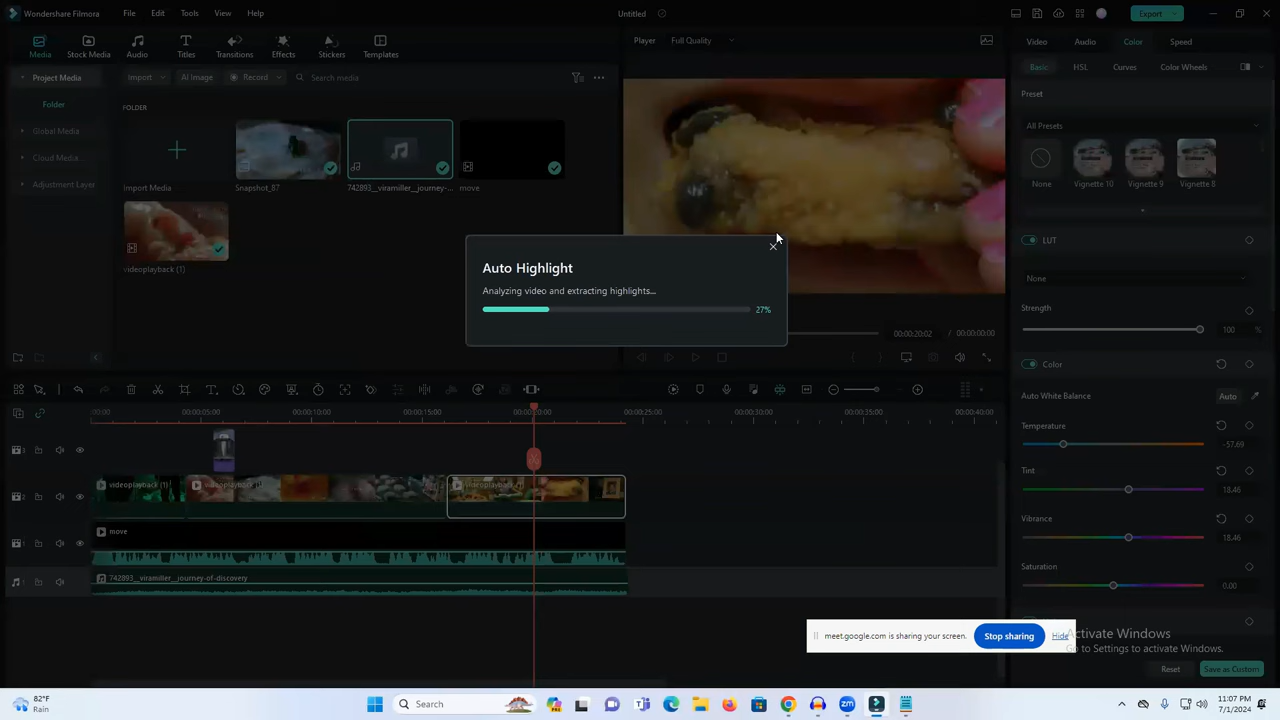 Wondershare Filmora File Edit Tools View Help Untitled Export
Media Stock Media Audio Titles Transitions Effects Stickers Templates
Player Full Quality
Video Audio Color Speed
Basic HSL Curves Color Wheels
Project Media
Import AI Image Record Search media
Folder
Global Media
Cloud Media ...
Adjustment Layer
FOLDER
Import Media
Snapshot_87
742893__viramiller__journey-...
move
videoplayback (1)
Auto Highlight
Analyzing video and extracting highlights...
27%
00:00:20:02 / 00:00:00:00
Preset
All Presets
None Vignette 10 Vignette 9 Vignette 8
LUT
None
Strength
100 %
Color
Auto White Balance Auto
Temperature
-57.69
Tint
18.46
Vibrance
18.46
Saturation
0.00
:00:00 00:00:05:00 00:00:10:00 00:00:15:00 00:00:20:00 00:00:25:00 00:00:30:00 00:00:35:00 00:00:40:00
3
2
videoplayback (1) videoplayback (1) videoplayback (1)
1
move
1
742893__viramiller__journey-of-discovery
meet.google.com is sharing your screen. Stop sharing Hide
Activate Windows
Go to Settings to activate Windows.
Reset Save as Custom
82°F
Rain
Search
11:07 PM
7/1/2024